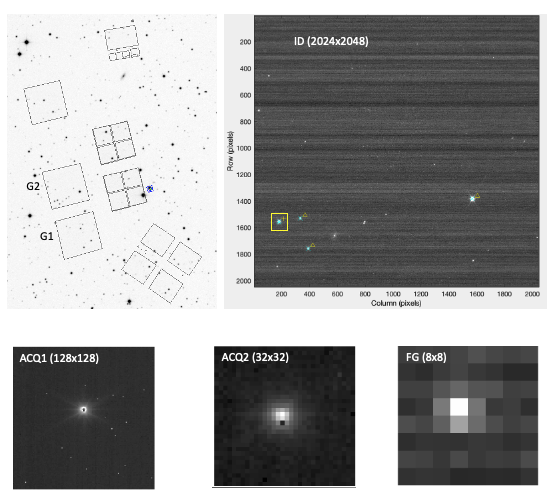 G2
G1
ID (2024x2048)
Row (pixels)
200
400
600
800
1000
1200
1400
1600
1800
2000
200
400
600
800
1000
1200
1400
1600
1800
2000
Column (pixels)
ACQ1 (128x128)
ACQ2 (32x32)
FG (8x8)